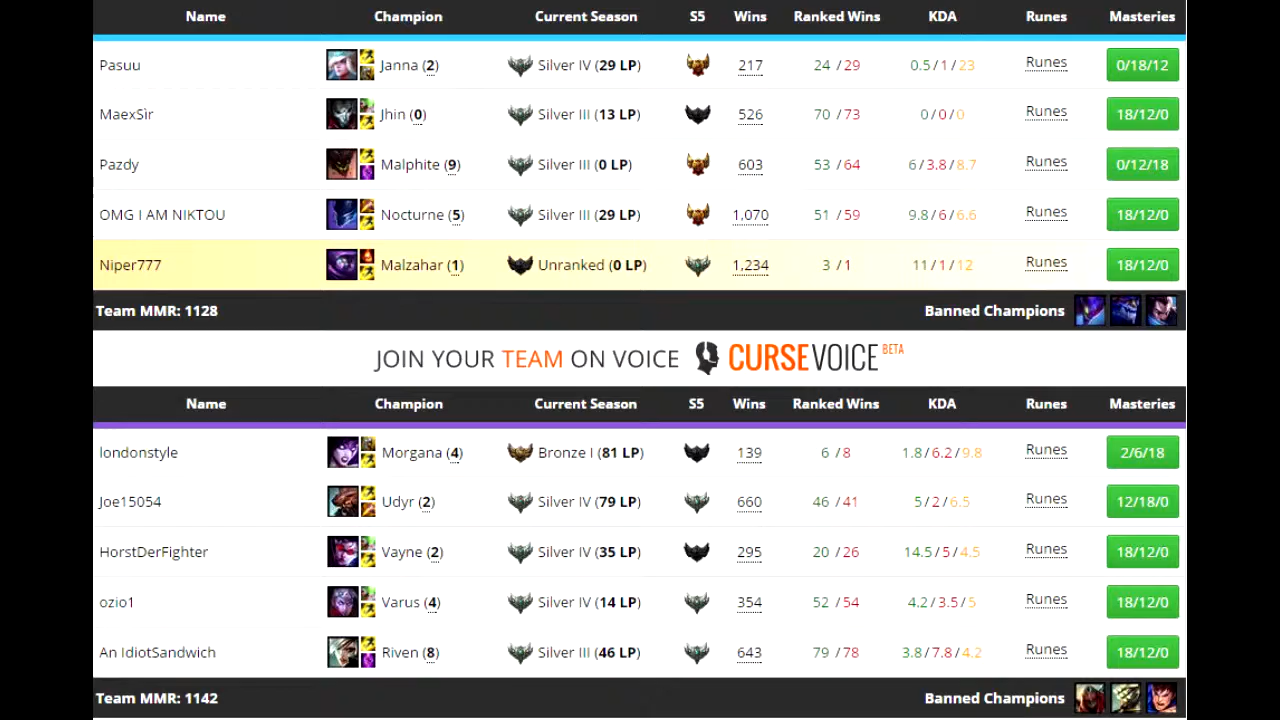 Name Champion Current Season S5 Wins Ranked Wins KDA Runes Masteries
Pasuu Janna (2) Silver IV (29 LP) 217 24 / 29 0.5 / 1 / 23 Runes 0/18/12
MaexSir Jhin (0) Silver III (13 LP) 526 70 / 73 0 / 0 / 0 Runes 18/12/0
Pazdy Malphite (9) Silver III (0 LP) 603 53 / 64 6 / 3.8 / 8.7 Runes 0/12/18
OMG I AM NIKTOU Nocturne (5) Silver III (29 LP) 1,070 51 / 59 9.8 / 6 / 6.6 Runes 18/12/0
Niper777 Malzahar (1) Unranked (0 LP) 1,234 3 / 1 11 / 1 / 12 Runes 18/12/0
Team MMR: 1128 Banned Champions
JOIN YOUR TEAM ON VOICE CURSEVOICE BETA
Name Champion Current Season S5 Wins Ranked Wins KDA Runes Masteries
londonstyle Morgana (4) Bronze I (81 LP) 139 6 / 8 1.8 / 6.2 / 9.8 Runes 2/6/18
Joe15054 Udyr (2) Silver IV (79 LP) 660 46 / 41 5 / 2 / 6.5 Runes 12/18/0
HorstDerFighter Vayne (2) Silver IV (35 LP) 295 20 / 26 14.5 / 5 / 4.5 Runes 18/12/0
ozio1 Varus (4) Silver IV (14 LP) 354 52 / 54 4.2 / 3.5 / 5 Runes 18/12/0
An IdiotSandwich Riven (8) Silver III (46 LP) 643 79 / 78 3.8 / 7.8 / 4.2 Runes 18/12/0
Team MMR: 1142 Banned Champions